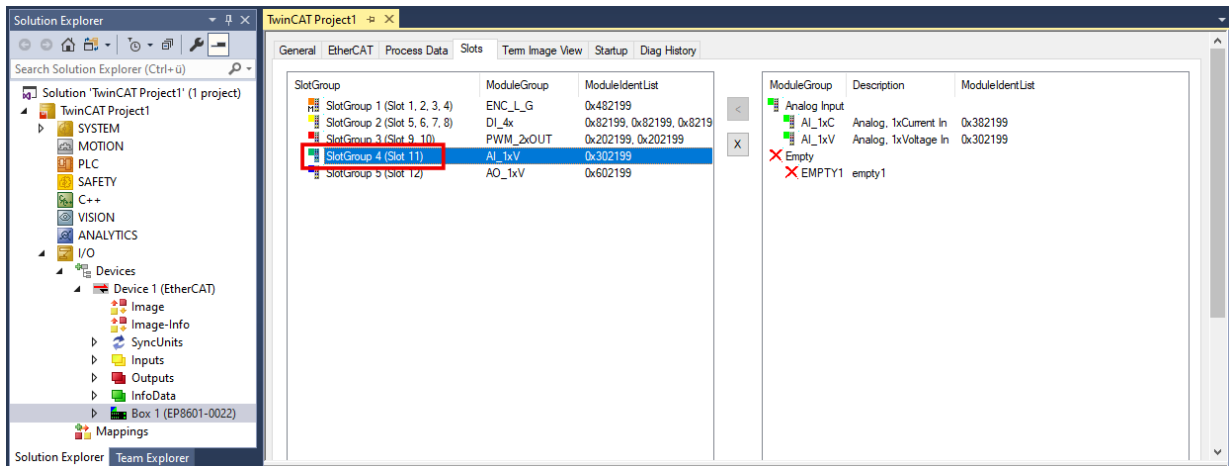 Solution Explorer
Search Solution Explorer (Ctrl+ü)
Solution 'TwinCAT Project1' (1 project)
TwinCAT Project1
SYSTEM
MOTION
PLC
SAFETY
C++
VISION
ANALYTICS
I/O
Devices
Device 1 (EtherCAT)
Image
Image-Info
SyncUnits
Inputs
Outputs
InfoData
Box 1 (EP8601-0022)
Mappings
Solution Explorer Team Explorer
TwinCAT Project1
General EtherCAT Process Data Slots Term Image View Startup Diag History
SlotGroup ModuleGroup ModuleIdentList
SlotGroup 1 (Slot 1, 2, 3, 4) ENC_L_G 0x482199
SlotGroup 2 (Slot 5, 6, 7, 8) DI_4x 0x82199, 0x82199, 0x8219
SlotGroup 3 (Slot 9, 10) PWM_2xOUT 0x202199, 0x202199
SlotGroup 4 (Slot 11) AI_1xV 0x302199
SlotGroup 5 (Slot 12) AO_1xV 0x602199
<
X
ModuleGroup Description ModuleIdentList
Analog Input
AI_1xC Analog, 1xCurrent In 0x382199
AI_1xV Analog, 1xVoltage In 0x302199
Empty
EMPTY1 empty1